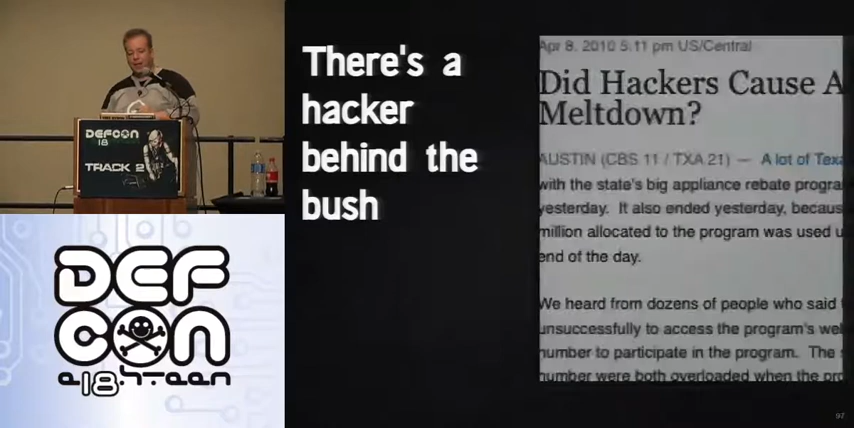 There's a
hacker
behind the
bush
Apr 8, 2010 5:11 pm US/Central
Did Hackers Cause A
Meltdown?
AUSTIN (CBS 11 / TXA 21) — A lot of Texa
with the state's big appliance rebate progra
yesterday. It also ended yesterday, becaus
million allocated to the program was used u
end of the day.
We heard from dozens of people who said
unsuccessfully to access the program's web
number to participate in the program. The
number were both overloaded when the pro
97
DEFCON
18
TRACK 2
DEF
CON
e18hteen